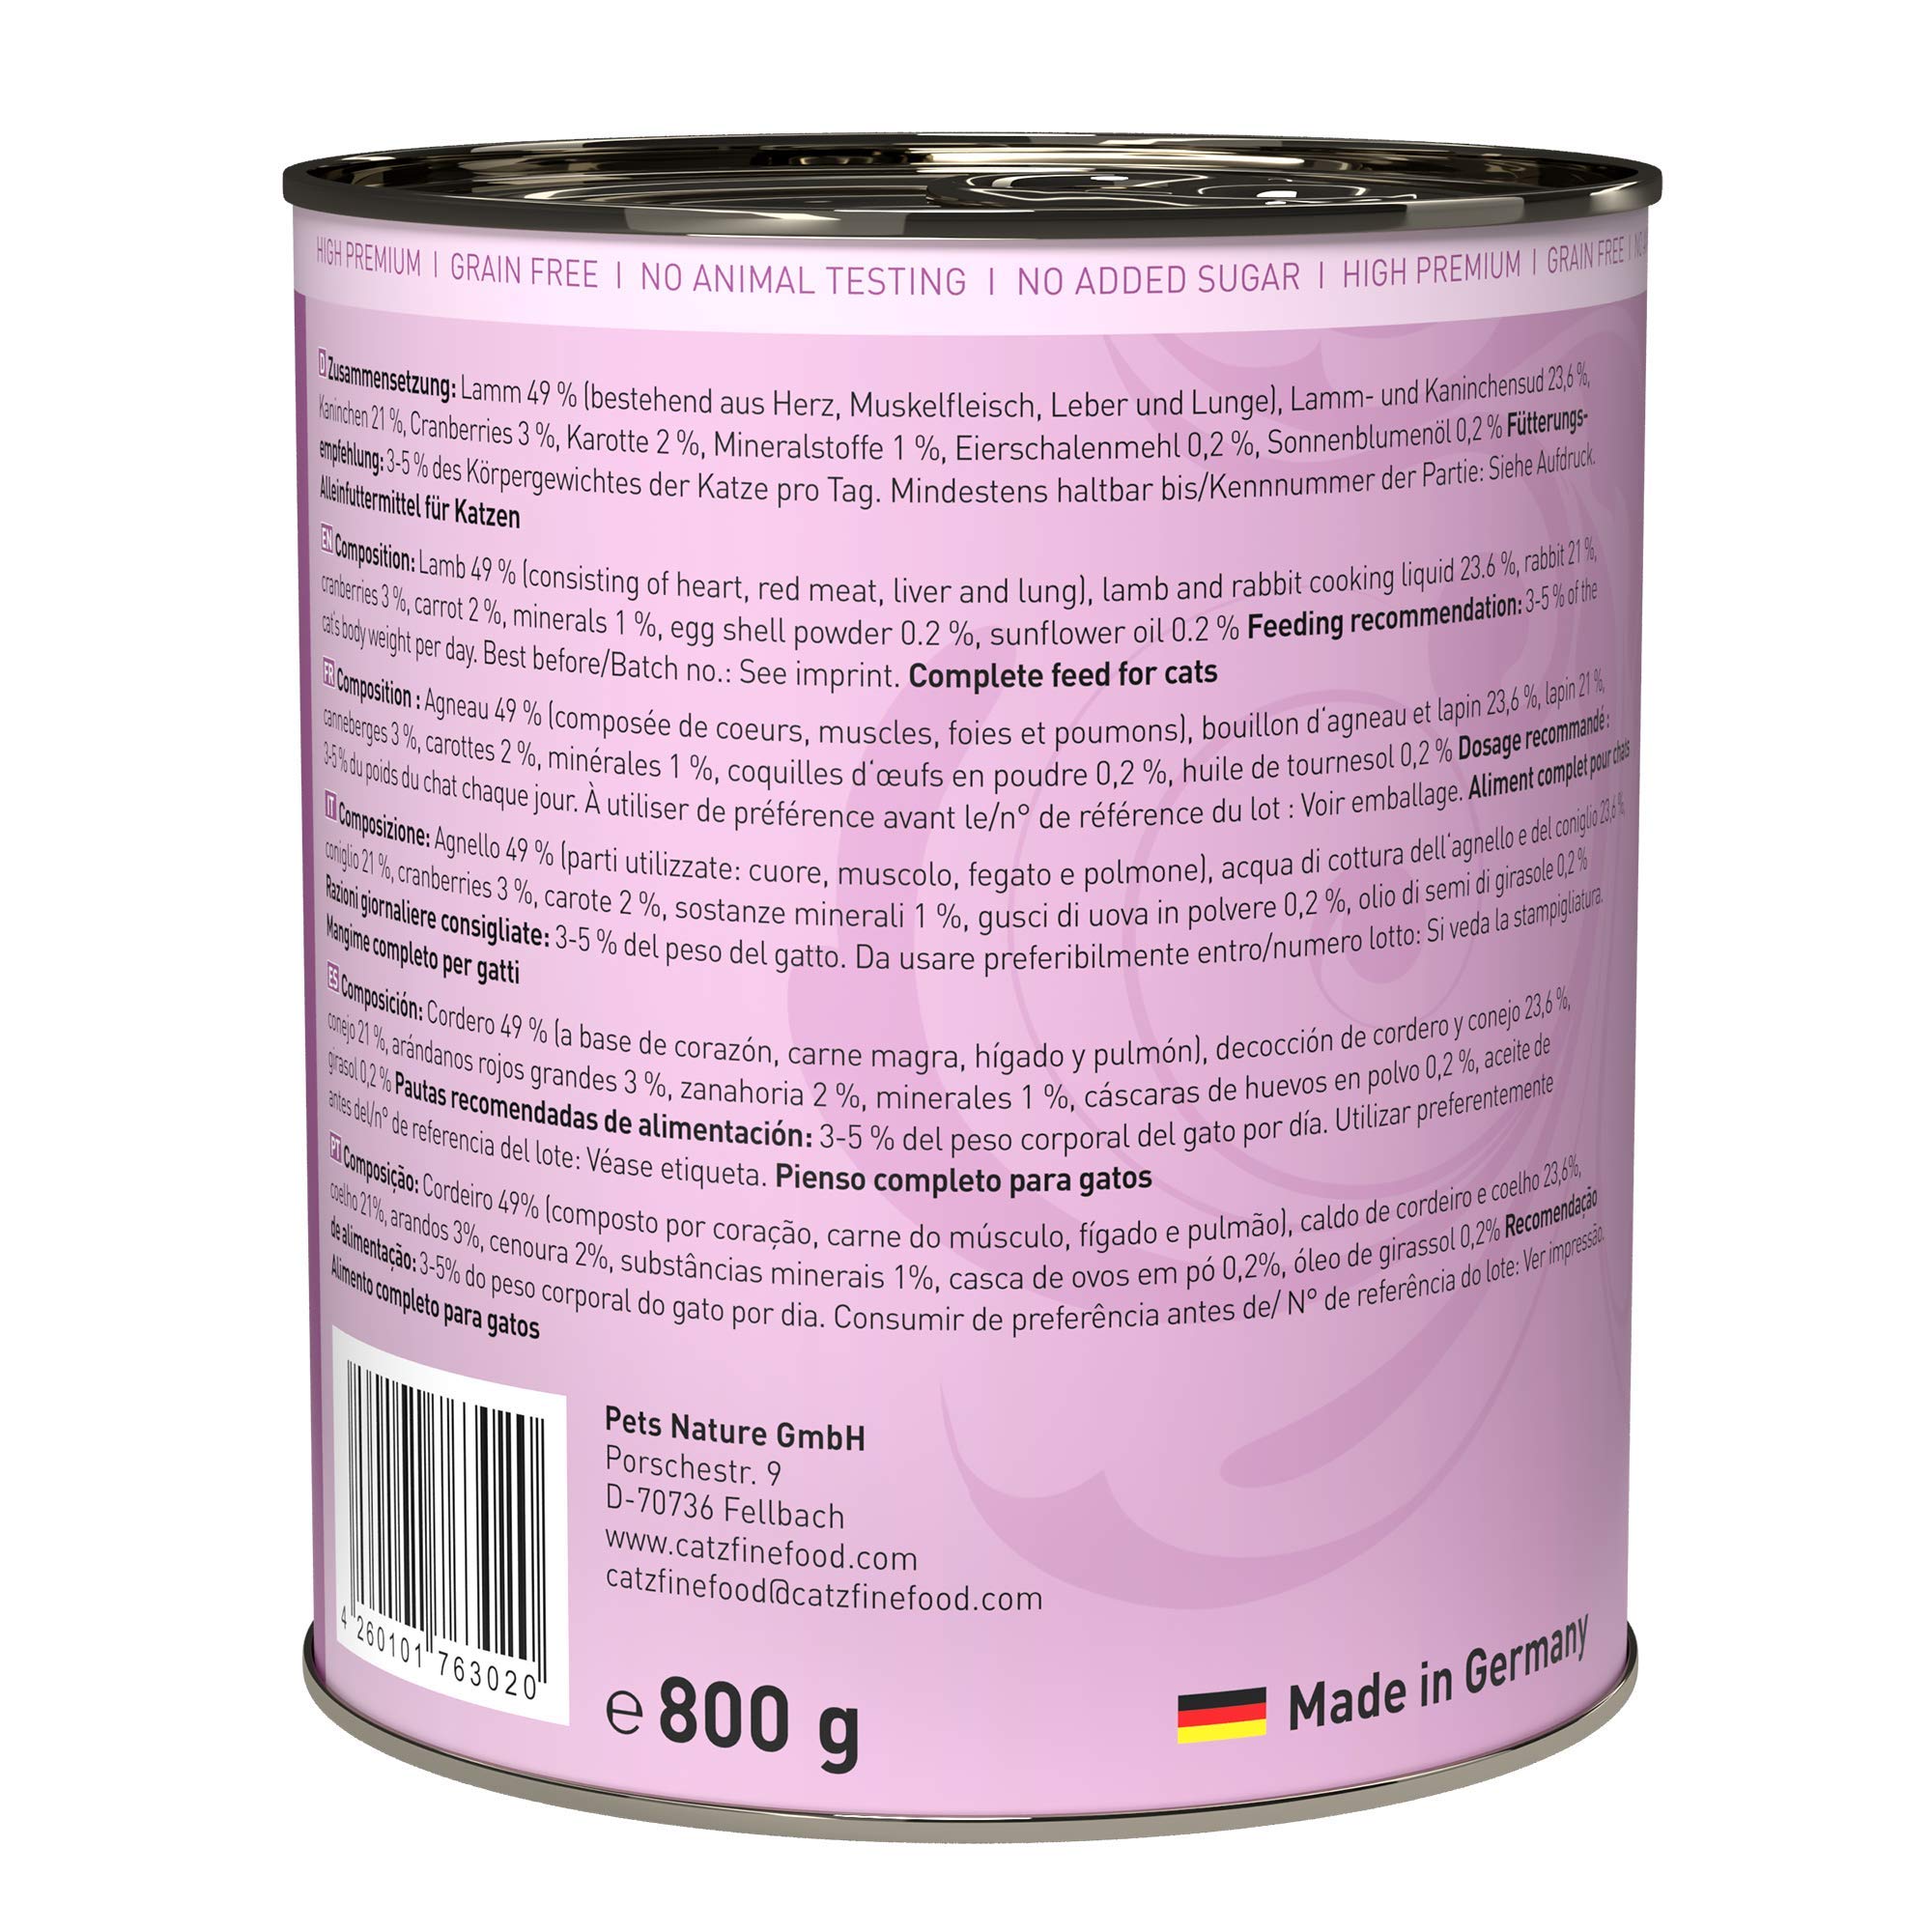 HIGH PREMIUM | GRAIN FREE | NO ANIMAL TESTING | NO ADDED SUGAR | HIGH PREMIUM | GRAIN FREE |
D Zusammensetzung: Lamm 49 % (bestehend aus Herz, Muskelfleisch, Leber und Lunge), Lamm- und Kaninchensud 23,6 %,
Kaninchen 21 %, Cranberries 3 %, Karotte 2 %, Mineralstoffe 1 %, Eierschalenmehl 0,2 %, Sonnenblumenöl 0,2 % Fütterungs-
empfehlung: 3-5 % des Körpergewichtes der Katze pro Tag. Mindestens haltbar bis/Kennnummer der Partie: Siehe Aufdruck.
Alleinfuttermittel für Katzen
EN Composition: Lamb 49 % (consisting of heart, red meat, liver and lung), lamb and rabbit cooking liquid 23.6 %, rabbit 21 %,
cranberries 3 %, carrot 2 %, minerals 1 %, egg shell powder 0.2 %, sunflower oil 0.2 % Feeding recommendation: 3-5 % of the
cat's body weight per day. Best before/Batch no.: See imprint. Complete feed for cats
FR Composition : Agneau 49 % (composée de coeurs, muscles, foies et poumons), bouillon d'agneau et lapin 23,6 %, lapin 21 %,
canneberges 3 %, carottes 2 %, minérales 1 %, coquilles d'œufs en poudre 0,2 %, huile de tournesol 0,2 % Dosage recommandé :
3-5 % du poids du chat chaque jour. À utiliser de préférence avant le/n° de référence du lot : Voir emballage. Aliment complet pour chats
IT Composizione: Agnello 49 % (parti utilizzate: cuore, muscolo, fegato e polmone), acqua di cottura dell'agnello e del coniglio 23,6 %,
coniglio 21 %, cranberries 3 %, carote 2 %, sostanze minerali 1 %, gusci di uova in polvere 0,2 %, olio di semi di girasole 0,2 %
Razioni giornaliere consigliate: 3-5 % del peso del gatto. Da usare preferibilmente entro/numero lotto: Si veda la stampigliatura.
Mangime completo per gatti
ES Composición: Cordero 49 % (a base de corazón, carne magra, hígado y pulmón), decocción de cordero y conejo 23,6 %,
conejo 21 %, arándanos rojos grandes 3 %, zanahoria 2 %, minerales 1 %, cáscaras de huevos en polvo 0,2 %, aceite de
girasol 0,2 % Pautas recomendadas de alimentación: 3-5 % del peso corporal del gato por día. Utilizar preferentemente
antes del/n° de referencia del lote: Véase etiqueta. Pienso completo para gatos
PT Composição: Cordeiro 49% (composto por coração, carne do músculo, fígado e pulmão), caldo de cordeiro e coelho 23,6%,
coelho 21%, arandos 3%, cenoura 2%, substâncias minerais 1%, casca de ovos em pó 0,2%, óleo de girassol 0,2% Recomendação
de alimentação: 3-5% do peso corporal do gato por dia. Consumir de preferência antes de/ N° de referência do lote: Ver impressão.
Alimento completo para gatos
Pets Nature GmbH
Porschestr. 9
D-70736 Fellbach
www.catzfinefood.com
catzfinefood@catzfinefood.com
4 260101 763020
e 800 g
Made in Germany